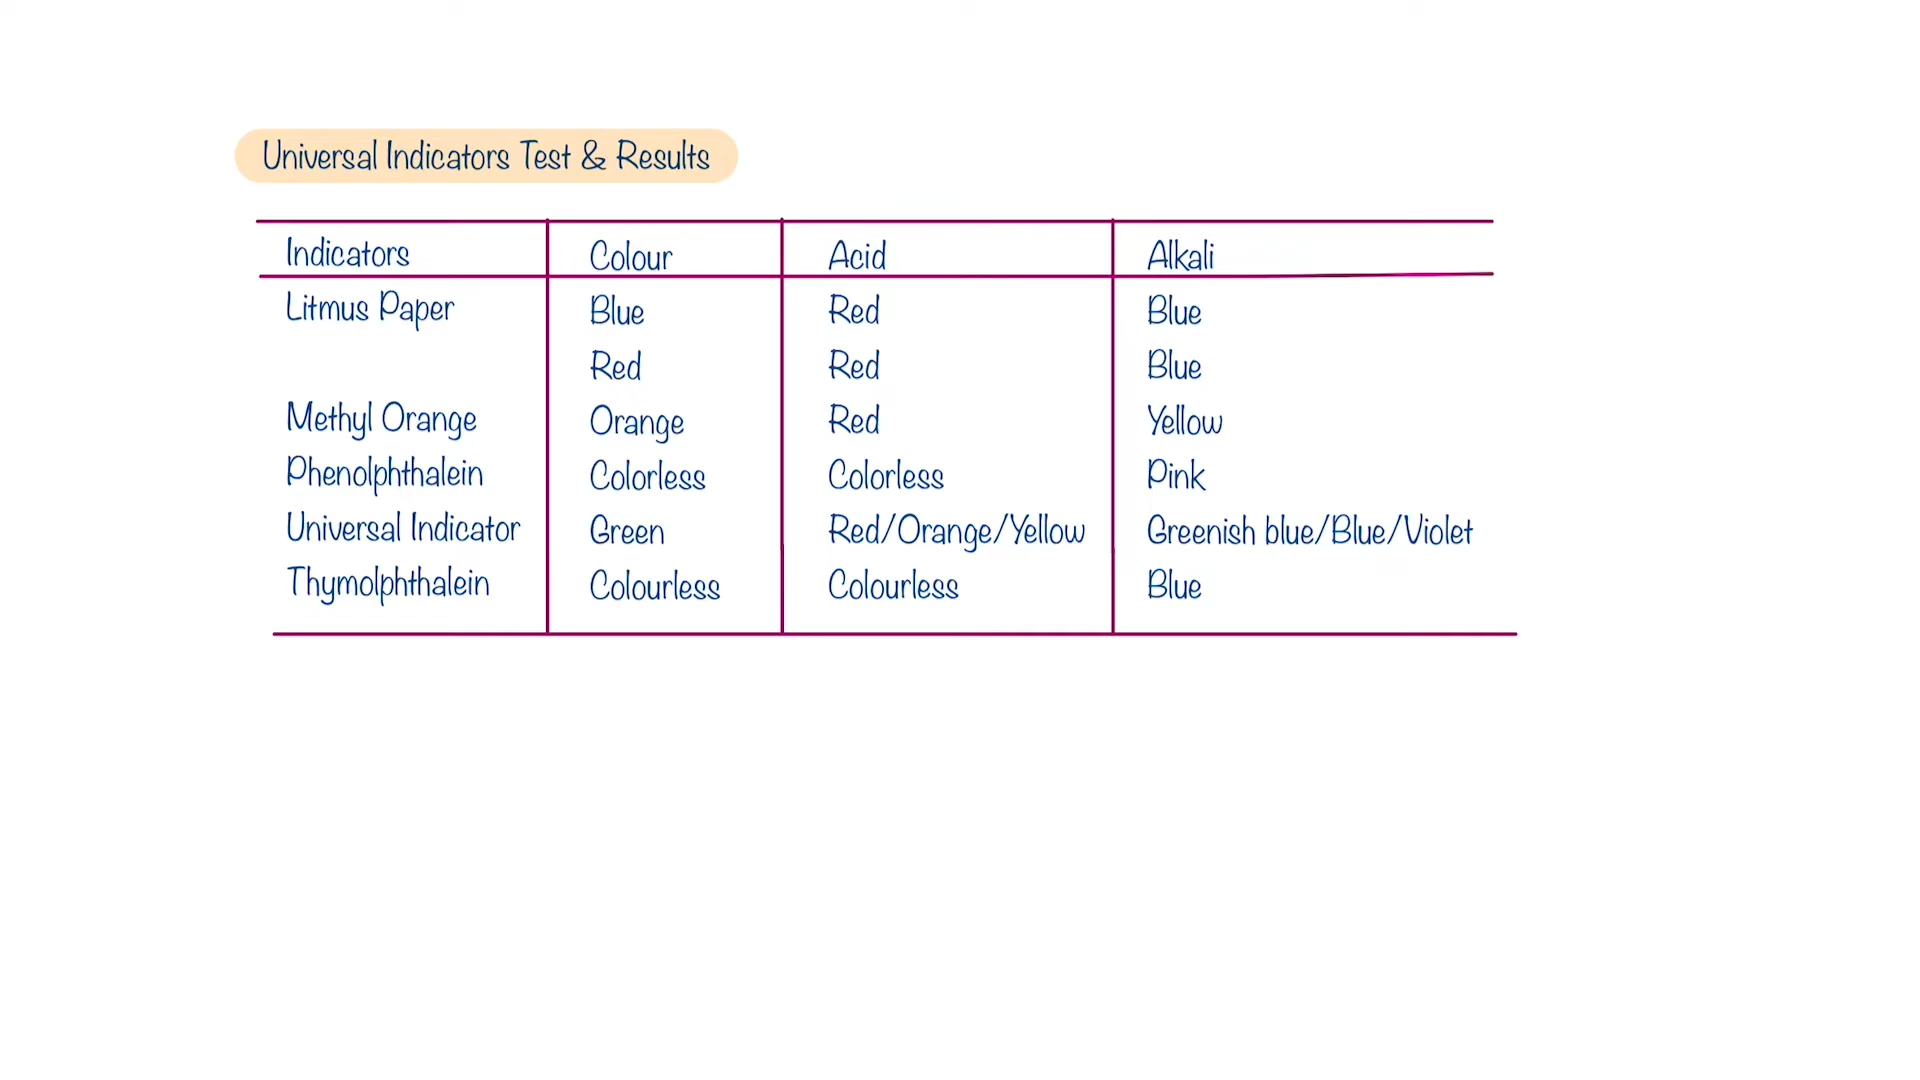 Universal Indicators Test & Results
Indicators Colour Acid Alkali
Litmus Paper Blue Red Blue
Red Red Blue
Methyl Orange Orange Red Yellow
Phenolphthalein Colorless Colorless Pink
Universal Indicator Green Red/Orange/Yellow Greenish blue/Blue/Violet
Thymolphthalein Colourless Colourless Blue